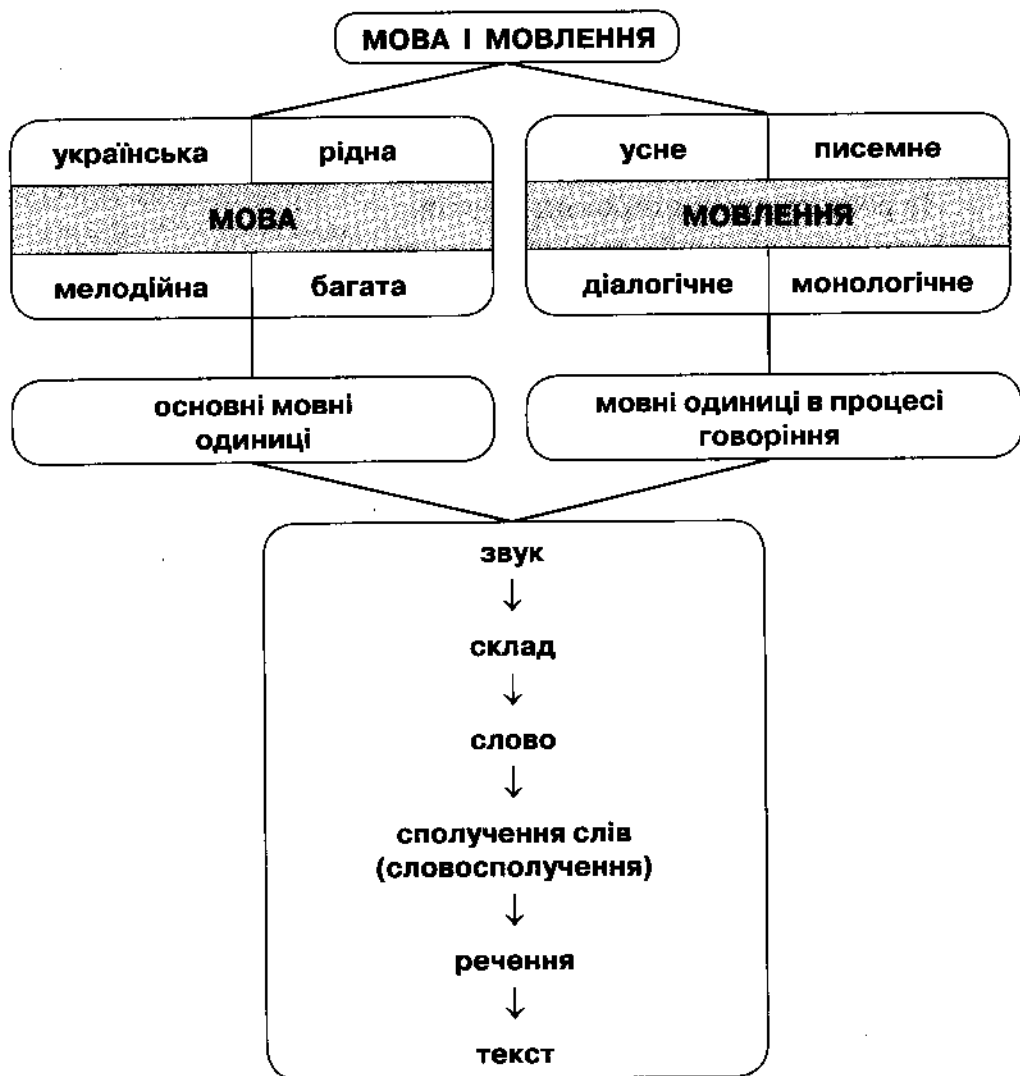 МОВА І МОВЛЕННЯ
українська рідна
МОВА
мелодійна багата
усне писемне
МОВЛЕННЯ
діалогічне монологічне
основні мовні
одиниці
мовні одиниці в процесі
говоріння
звук
склад
слово
сполучення слів
(словосполучення)
речення
текст